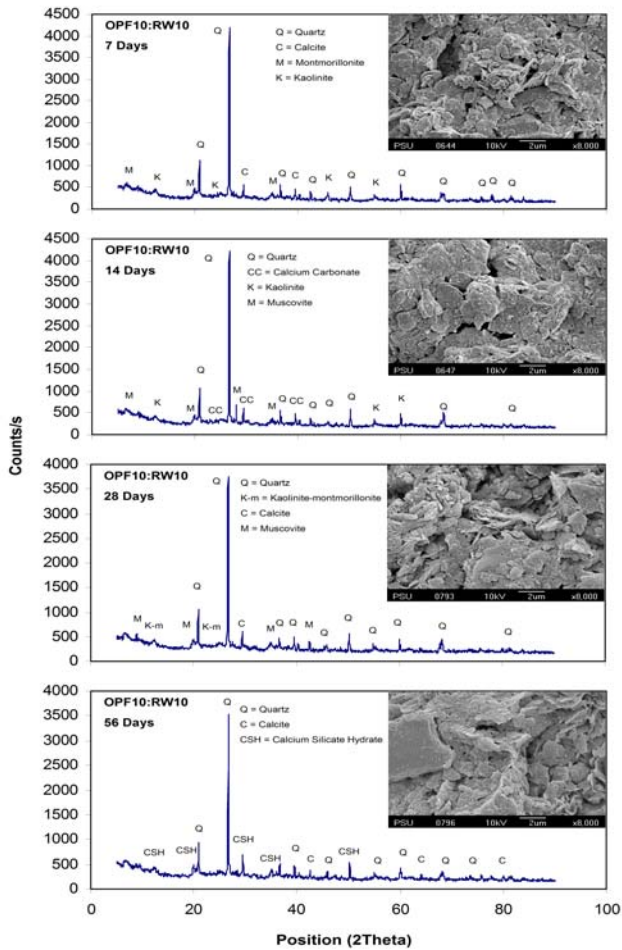 Counts/s
4500
4000
3500
3000
2500
2000
1500
1000
500
0
OPF10:RW10
7 Days
Q
Q = Quartz
C = Calcite
M = Montmorillonite
K = Kaolinite
PSU 0644 10kV 2um x8,000
M K M Q K C M Q C Q K Q K Q Q Q Q Q
4500
4000
3500
3000
2500
2000
1500
1000
500
0
OPF10:RW10
14 Days
Q
Q = Quartz
CC = Calcium Carbonate
K = Kaolinite
M = Muscovite
PSU 0647 10kV 2um x8,000
M K M Q CC M CC M Q CC Q Q Q K K Q Q
4000
3500
3000
2500
2000
1500
1000
500
0
OPF10:RW10
28 Days
Q
Q = Quartz
K-m = Kaolinite-montmorillonite
C = Calcite
M = Muscovite
PSU 0793 10kV 2um x8,000
M K-m M Q K-m C M Q Q M Q Q Q Q Q Q
4000
3500
3000
2500
2000
1500
1000
500
0
OPF10:RW10
56 Days
Q
Q = Quartz
C = Calcite
CSH = Calcium Silicate Hydrate
PSU 0796 10kV 2um x8,000
CSH CSH Q CSH CSH Q C Q CSH Q Q C Q Q C
0 20 40 60 80 100
Position (2Theta)